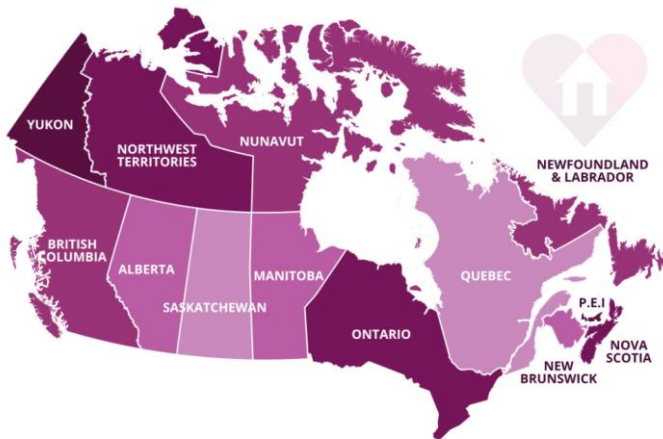 YUKON
NORTHWEST
TERRITORIES
NUNAVUT
NEWFOUNDLAND
& LABRADOR
BRITISH
COLUMBIA
ALBERTA
SASKATCHEWAN
MANITOBA
ONTARIO
QUEBEC
P.E.I
NOVA
SCOTIA
NEW
BRUNSWICK